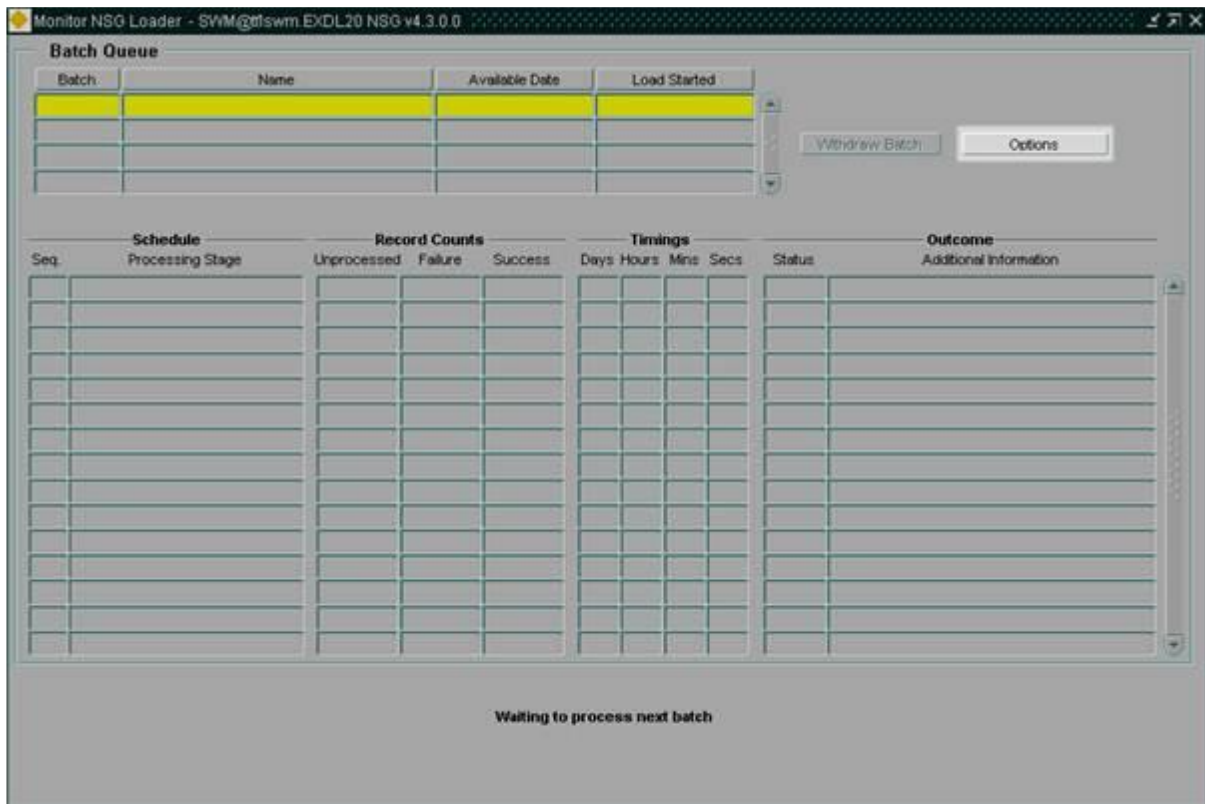 Monitor NSG Loader - SWM@tflswm.EXDL20 NSG v4.3.0.0
Batch Queue
Batch Name Available Date Load Started
Withdraw Batch Options
Schedule Record Counts Timings Outcome
Seq. Processing Stage Unprocessed Failure Success Days Hours Mins Secs Status Additional Information
Waiting to process next batch